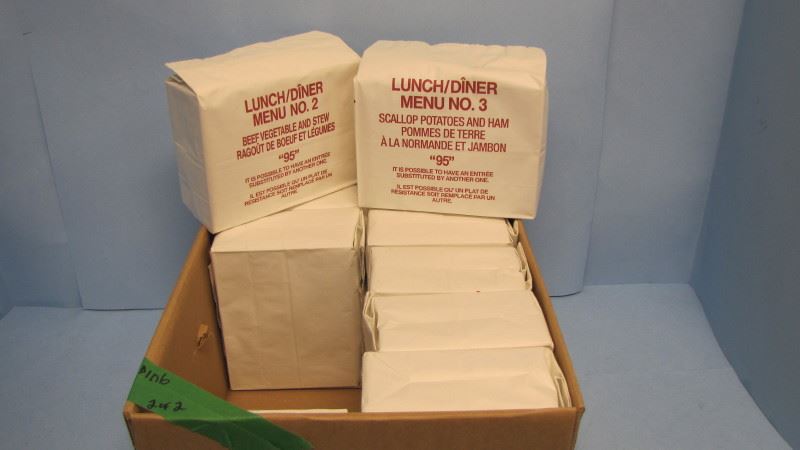 LUNCH/DÎNER
MENU NO. 2
BEEF VEGETABLE AND STEW
RAGOÛT DE BOEUF ET LÉGUMES
"95"
IT IS POSSIBLE TO HAVE AN ENTRÉE
SUBSTITUTED BY ANOTHER ONE.
IL EST POSSIBLE QU'UN PLAT DE
RÉSISTANCE SOIT REMPLACÉ PAR UN
AUTRE.
LUNCH/DÎNER
MENU NO. 3
SCALLOP POTATOES AND HAM
POMMES DE TERRE
À LA NORMANDE ET JAMBON
"95"
IT IS POSSIBLE TO HAVE AN ENTRÉE
SUBSTITUTED BY ANOTHER ONE.
IL EST POSSIBLE QU'UN PLAT DE
RÉSISTANCE SOIT REMPLACÉ PAR UN
AUTRE.
2 of 2